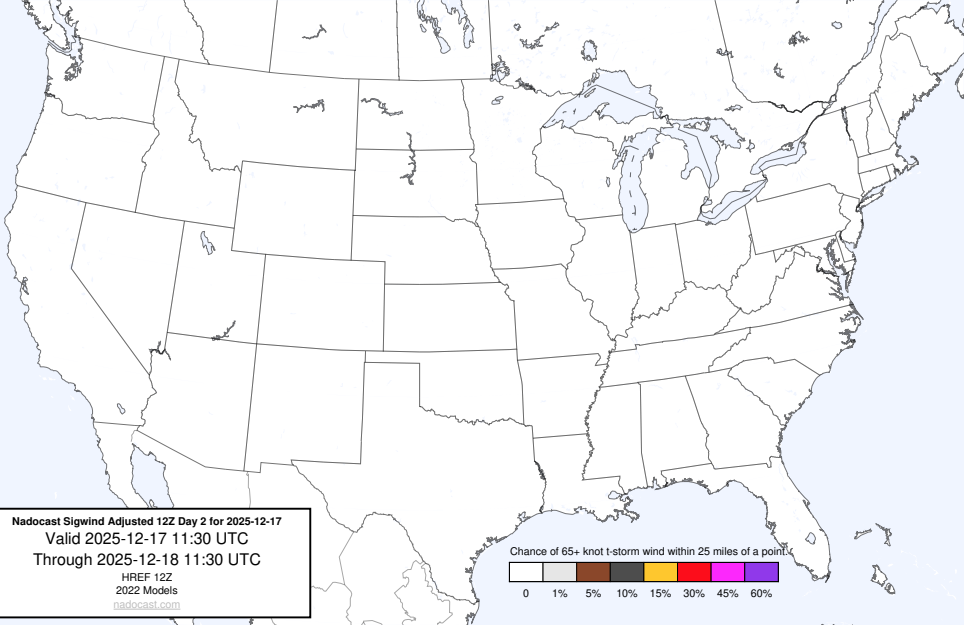 Nadocast Sigwind Adjusted 12Z Day 2 for 2025-12-17
Valid 2025-12-17 11:30 UTC
Through 2025-12-18 11:30 UTC
HREF 12Z
2022 Models
nadocast.com
Chance of 65+ knot t-storm wind within 25 miles of a point.
0 1% 5% 10% 15% 30% 45% 60%